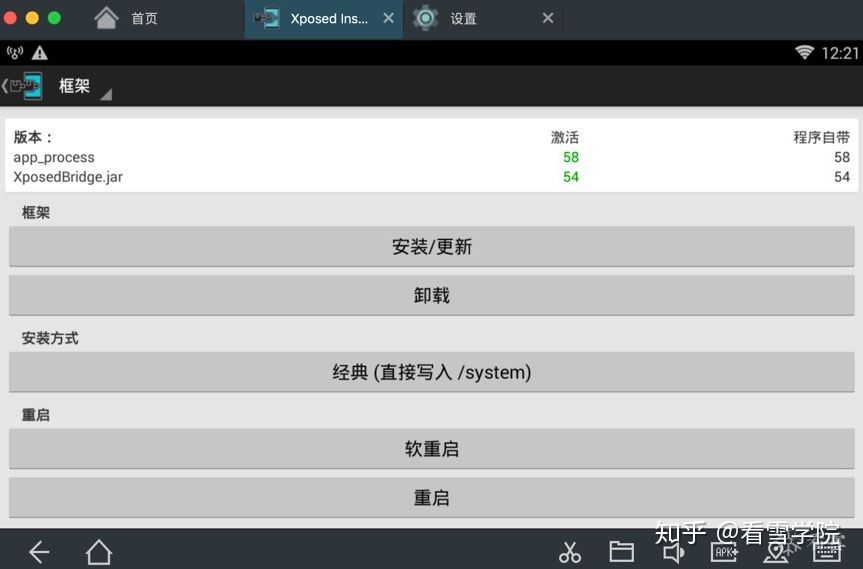 首页
Xposed Ins...
设置
12:21
框架
版本： 激活 程序自带
app_process 58 58
XposedBridge.jar 54 54
框架
安装/更新
卸载
安装方式
经典 (直接写入 /system)
重启
软重启
重启
知乎 @看雪学院
APK+